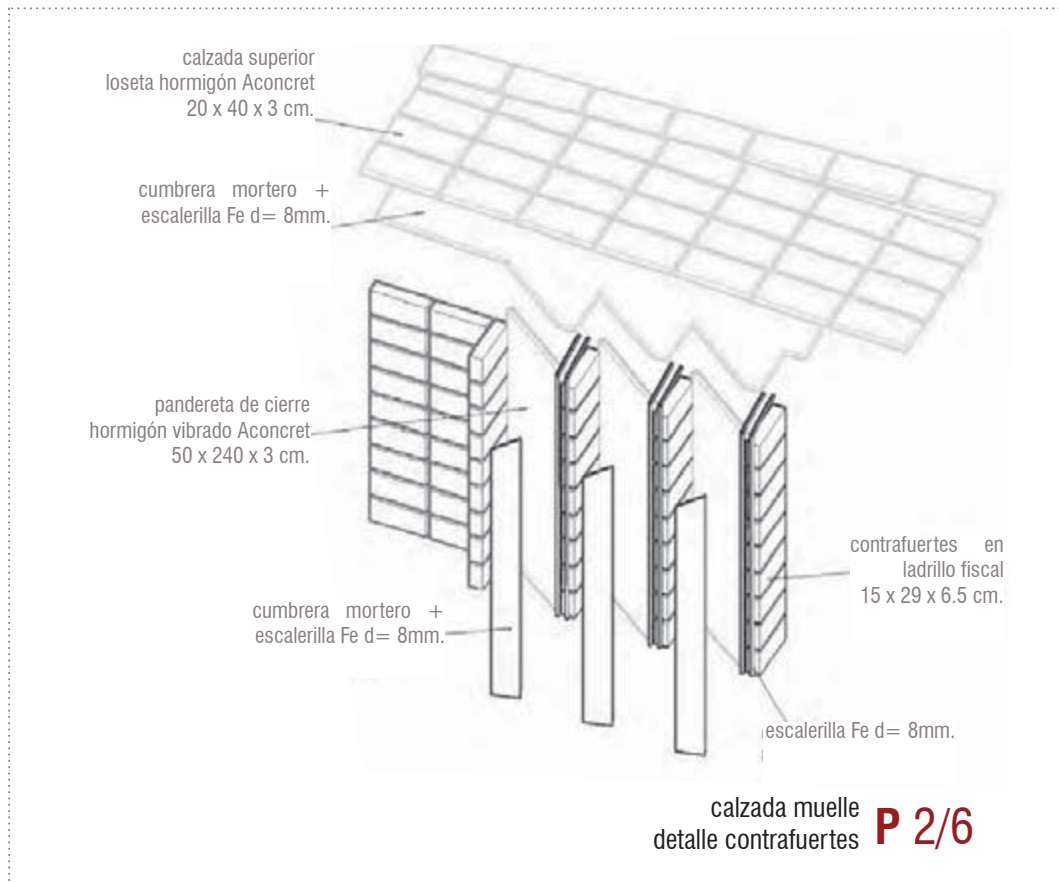 calzada superior
loseta hormigón Aconcret
20 x 40 x 3 cm.
cumbrera mortero +
escalerilla Fe d= 8mm.
pandereta de cierre
hormigón vibrado Aconcret
50 x 240 x 3 cm.
contrafuertes en
ladrillo fiscal
15 x 29 x 6.5 cm.
cumbrera mortero +
escalerilla Fe d= 8mm.
escalerilla Fe d= 8mm.
calzada muelle
detalle contrafuertes P 2/6